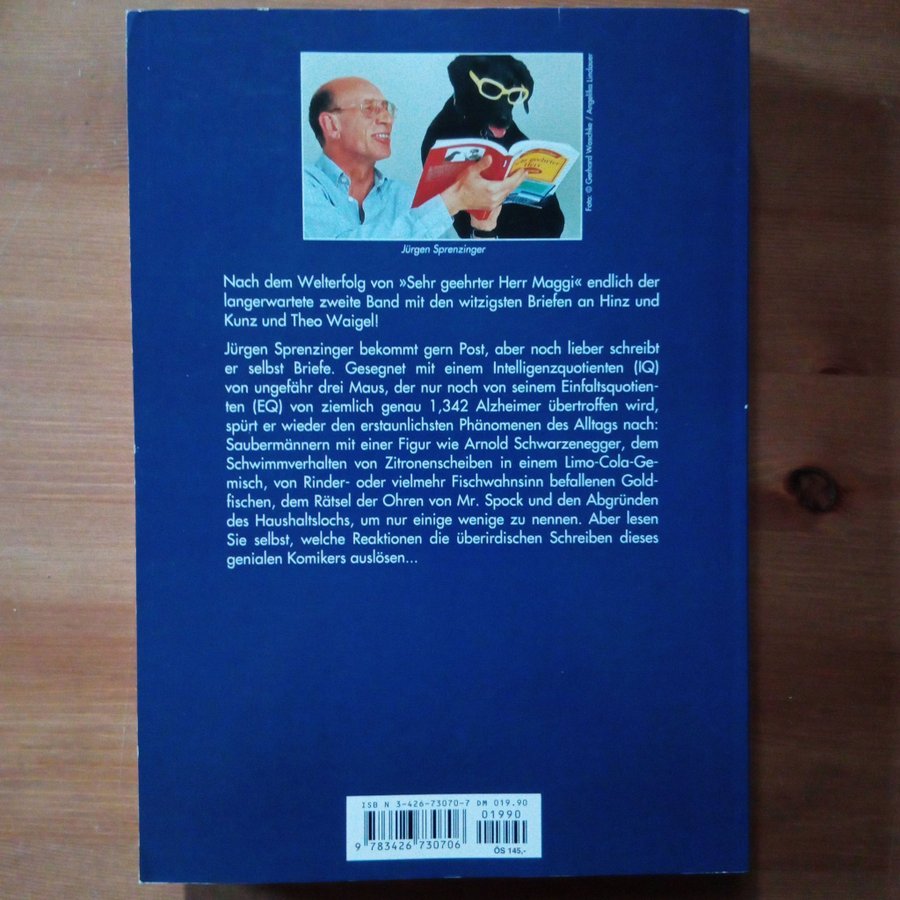 Foto: © Gerhard Waschke / Angelika Lindauer
Jürgen Sprenzinger
Nach dem Welterfolg von »Sehr geehrter Herr Maggi« endlich der
langerwartete zweite Band mit den witzigsten Briefen an Hinz und
Kunz und Theo Waigel!
Jürgen Sprenzinger bekommt gern Post, aber noch lieber schreibt
er selbst Briefe. Gesegnet mit einem Intelligenzquotienten (IQ)
von ungefähr drei Maus, der nur noch von seinem Einfaltsquotien-
ten (EQ) von ziemlich genau 1,342 Alzheimer übertroffen wird,
spürt er wieder den erstaunlichsten Phänomenen des Alltags nach:
Saubermännern mit einer Figur wie Arnold Schwarzenegger, dem
Schwimmverhalten von Zitronenscheiben in einem Limo-Cola-Ge-
misch, von Rinder- oder vielmehr Fischwahnsinn befallenen Gold-
fischen, dem Rätsel der Ohren von Mr. Spock und den Abgründen
des Haushaltslochs, um nur einige wenige zu nennen. Aber lesen
Sie selbst, welche Reaktionen die überirdischen Schreiben dieses
genialen Komikers auslösen...
ISBN 3-426-73070-7 DM 019.90
01990
9 783426 730706
ÖS 145,-